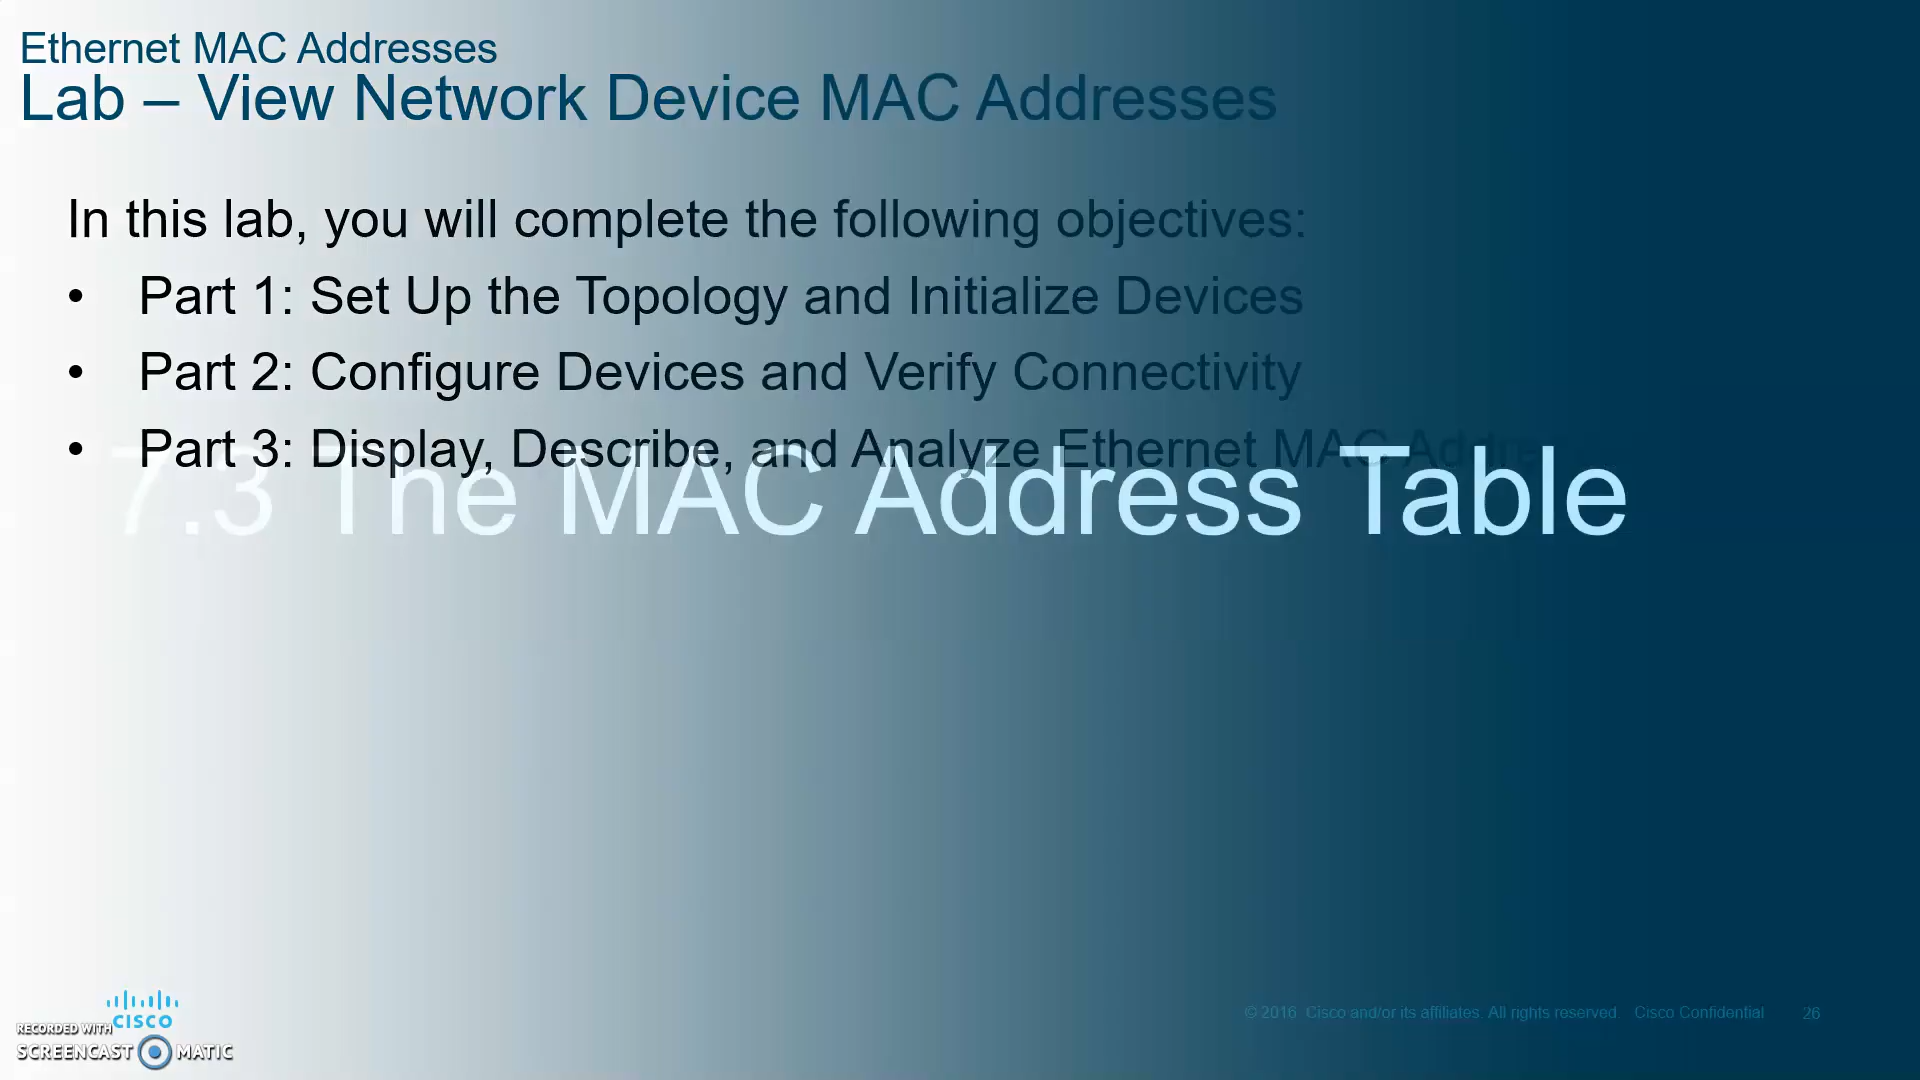 Ethernet MAC Addresses
Lab – View Network Device MAC Addresses
In this lab, you will complete the following objectives:
• Part 1: Set Up the Topology and Initialize Devices
• Part 2: Configure Devices and Verify Connectivity
• Part 3: Display, Describe, and Analyze Ethernet MAC Addre
7.3 The MAC Address Table
CISCO
RECORDED WITH
SCREENCAST MATIC
© 2016 Cisco and/or its affiliates. All rights reserved. Cisco Confidential 26